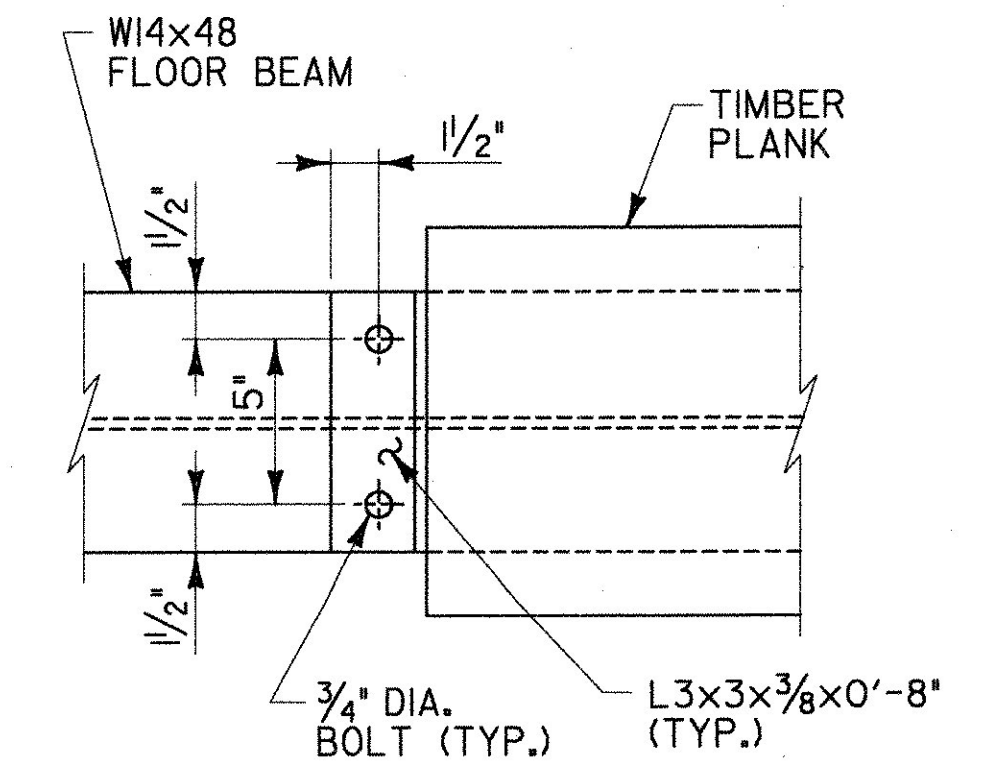 W14x48
FLOOR BEAM
TIMBER
PLANK
1 1/2"
1 1/2"
5"
1 1/2"
3/4" DIA.
BOLT (TYP.)
L3x3x3/8x0'-8"
(TYP.)